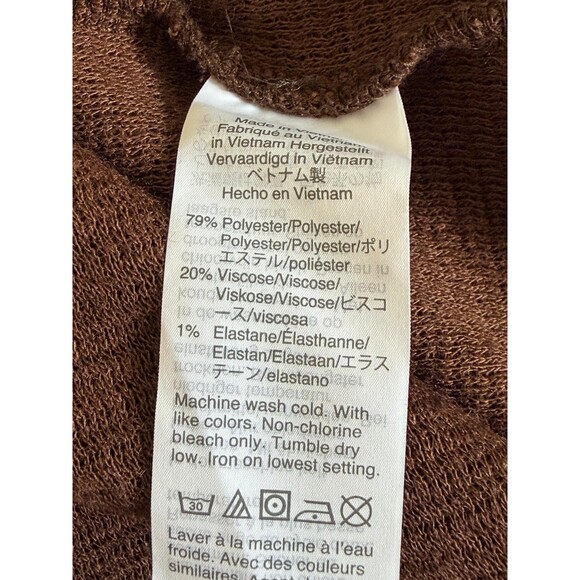 Made in Vietnam
Fabriqué au Vietnam
in Vietnam Hergestellt
Vervaardigd in Viëtnam
ベトナム製
Hecho en Vietnam
79% Polyester/Polyester/
Polyester/Polyester/ポリ
エステル/poliéster
20% Viscose/Viscose/
Viskose/Viscose/ビスコ
ース/viscosa
1% Elastane/Élasthanne/
Elastan/Elastaan/エラス
テーン/elastano
Machine wash cold. With
like colors. Non-chlorine
bleach only. Tumble dry
low. Iron on lowest setting.
30
Laver à la machine à l'eau
froide. Avec des couleurs
similaires.